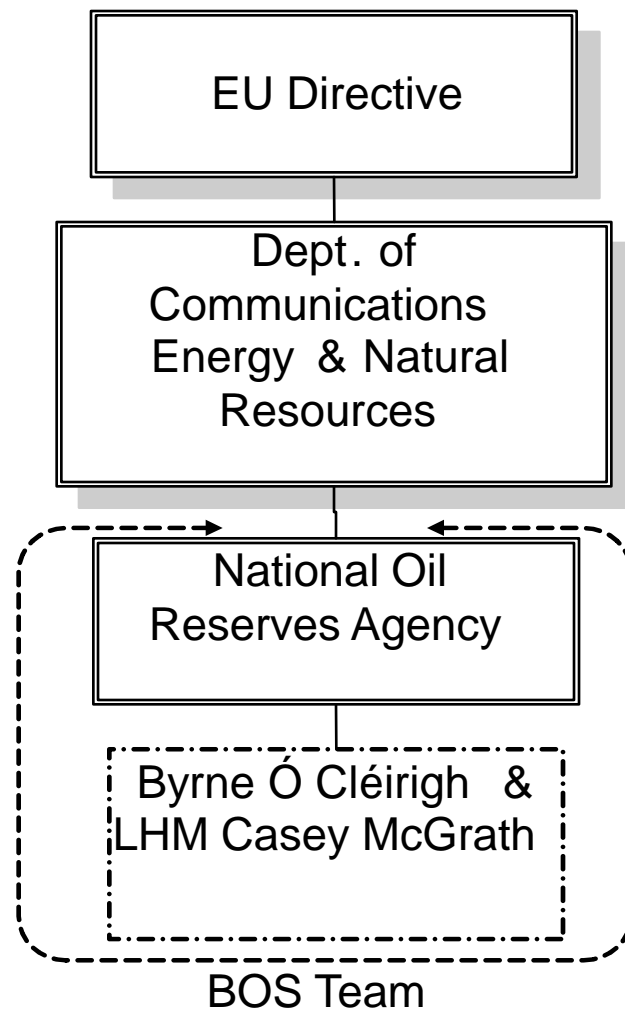 EU Directive
Dept. of
Communications
Energy & Natural
Resources
National Oil
Reserves Agency
Byrne Ó Cléirigh &
LHM Casey McGrath
BOS Team